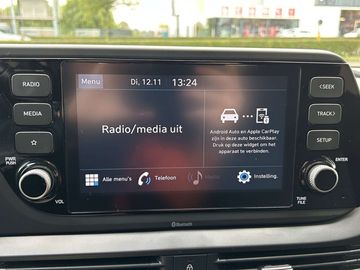 Menu Di, 12.11 13:24
RADIO
MEDIA
☆
PWR
PUSH
VOL
Radio/media uit
Android Auto en Apple CarPlay
zijn in deze auto beschikbaar.
Druk op deze widget om het
apparaat te verbinden.
Alle menu's Telefoon Media Instelling.
< SEEK
TRACK >
SETUP
ENTER
TUNE
FILE
Bluetooth